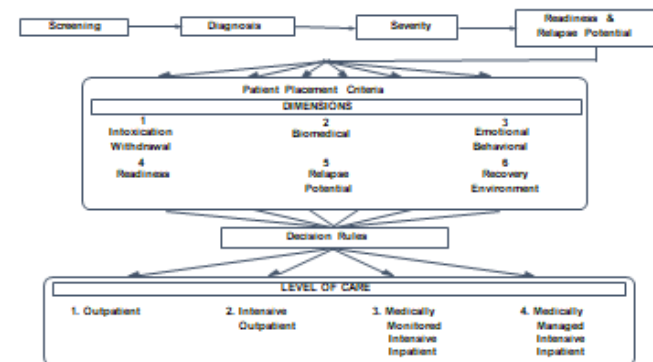 Screening
Diagnosis
Severity
Readiness &
Relapse Potential
Patient Placement Criteria
DIMENSIONS
1
Intoxication
Withdrawal
2
Biomedical
3
Emotional
Behavioral
4
Readiness
5
Relapse
Potential
6
Recovery
Environment
Decision Rules
LEVEL OF CARE
1. Outpatient
2. Intensive
Outpatient
3. Medically
Monitored
Intensive
Inpatient
4. Medically
Managed
Intensive
Inpatient